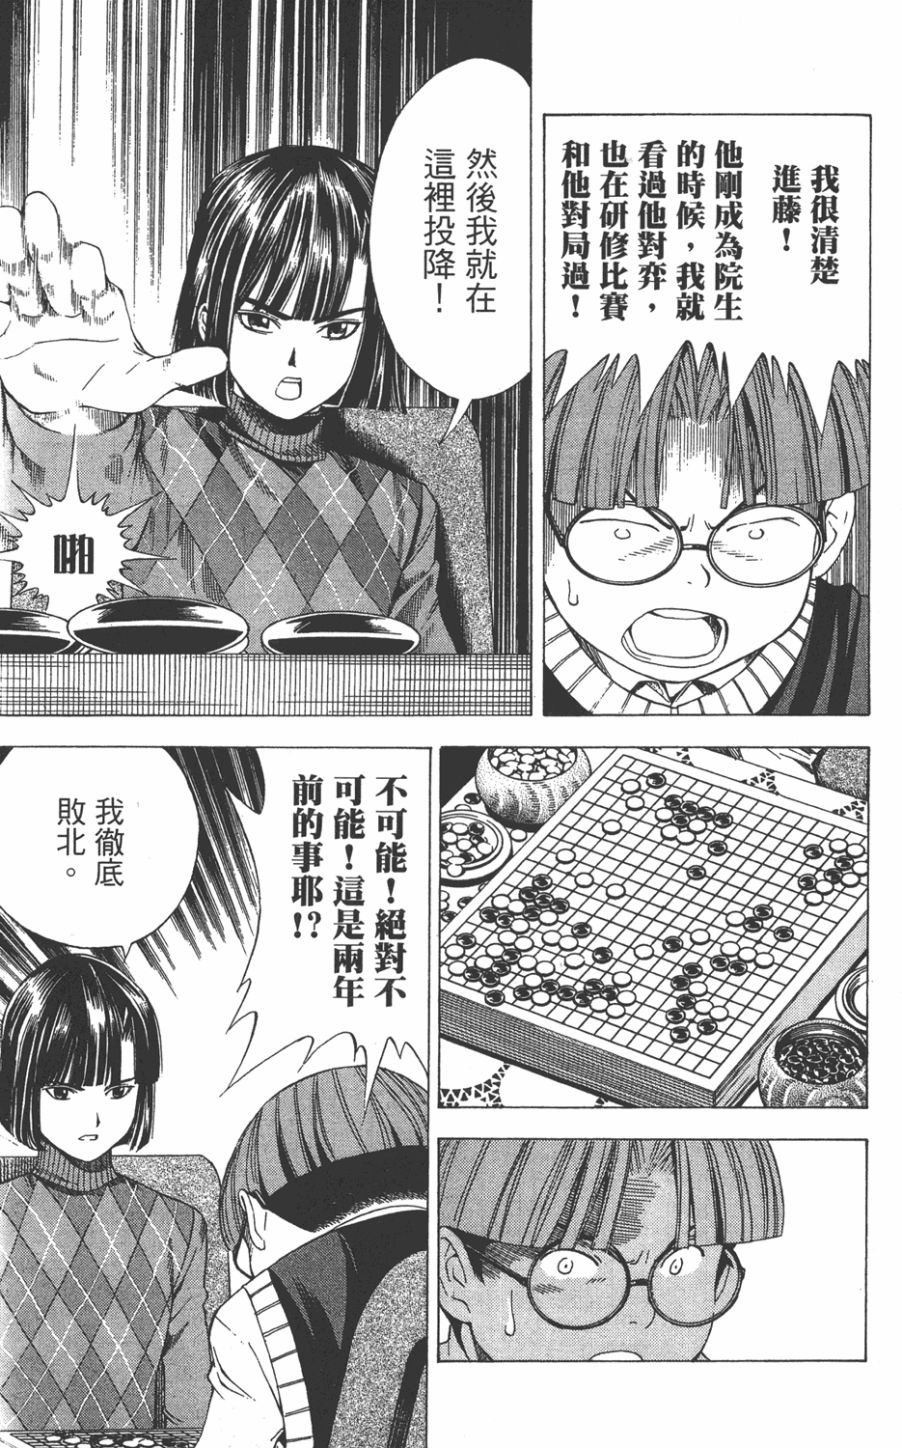 我很清楚
進藤！
他剛成為院生
的時候，我就
看過他對弈，
也在研修比賽
和他對局過！
然後我就在
這裡投降！
啪
不可能！絕對不
可能！這是兩年
前的事耶！？
我徹底
敗北。